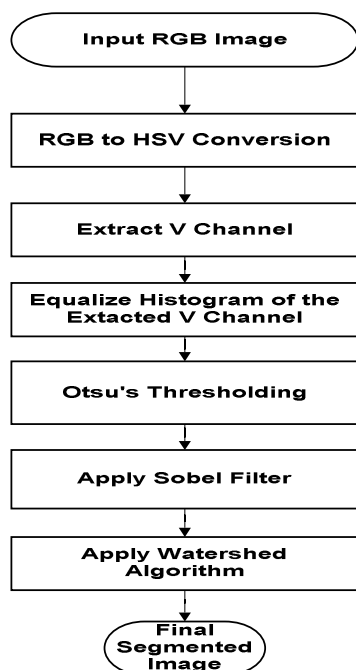 Input RGB Image
RGB to HSV Conversion
Extract V Channel
Equalize Histogram of the
Extacted V Channel
Otsu's Thresholding
Apply Sobel Filter
Apply Watershed
Algorithm
Final
Segmented
Image